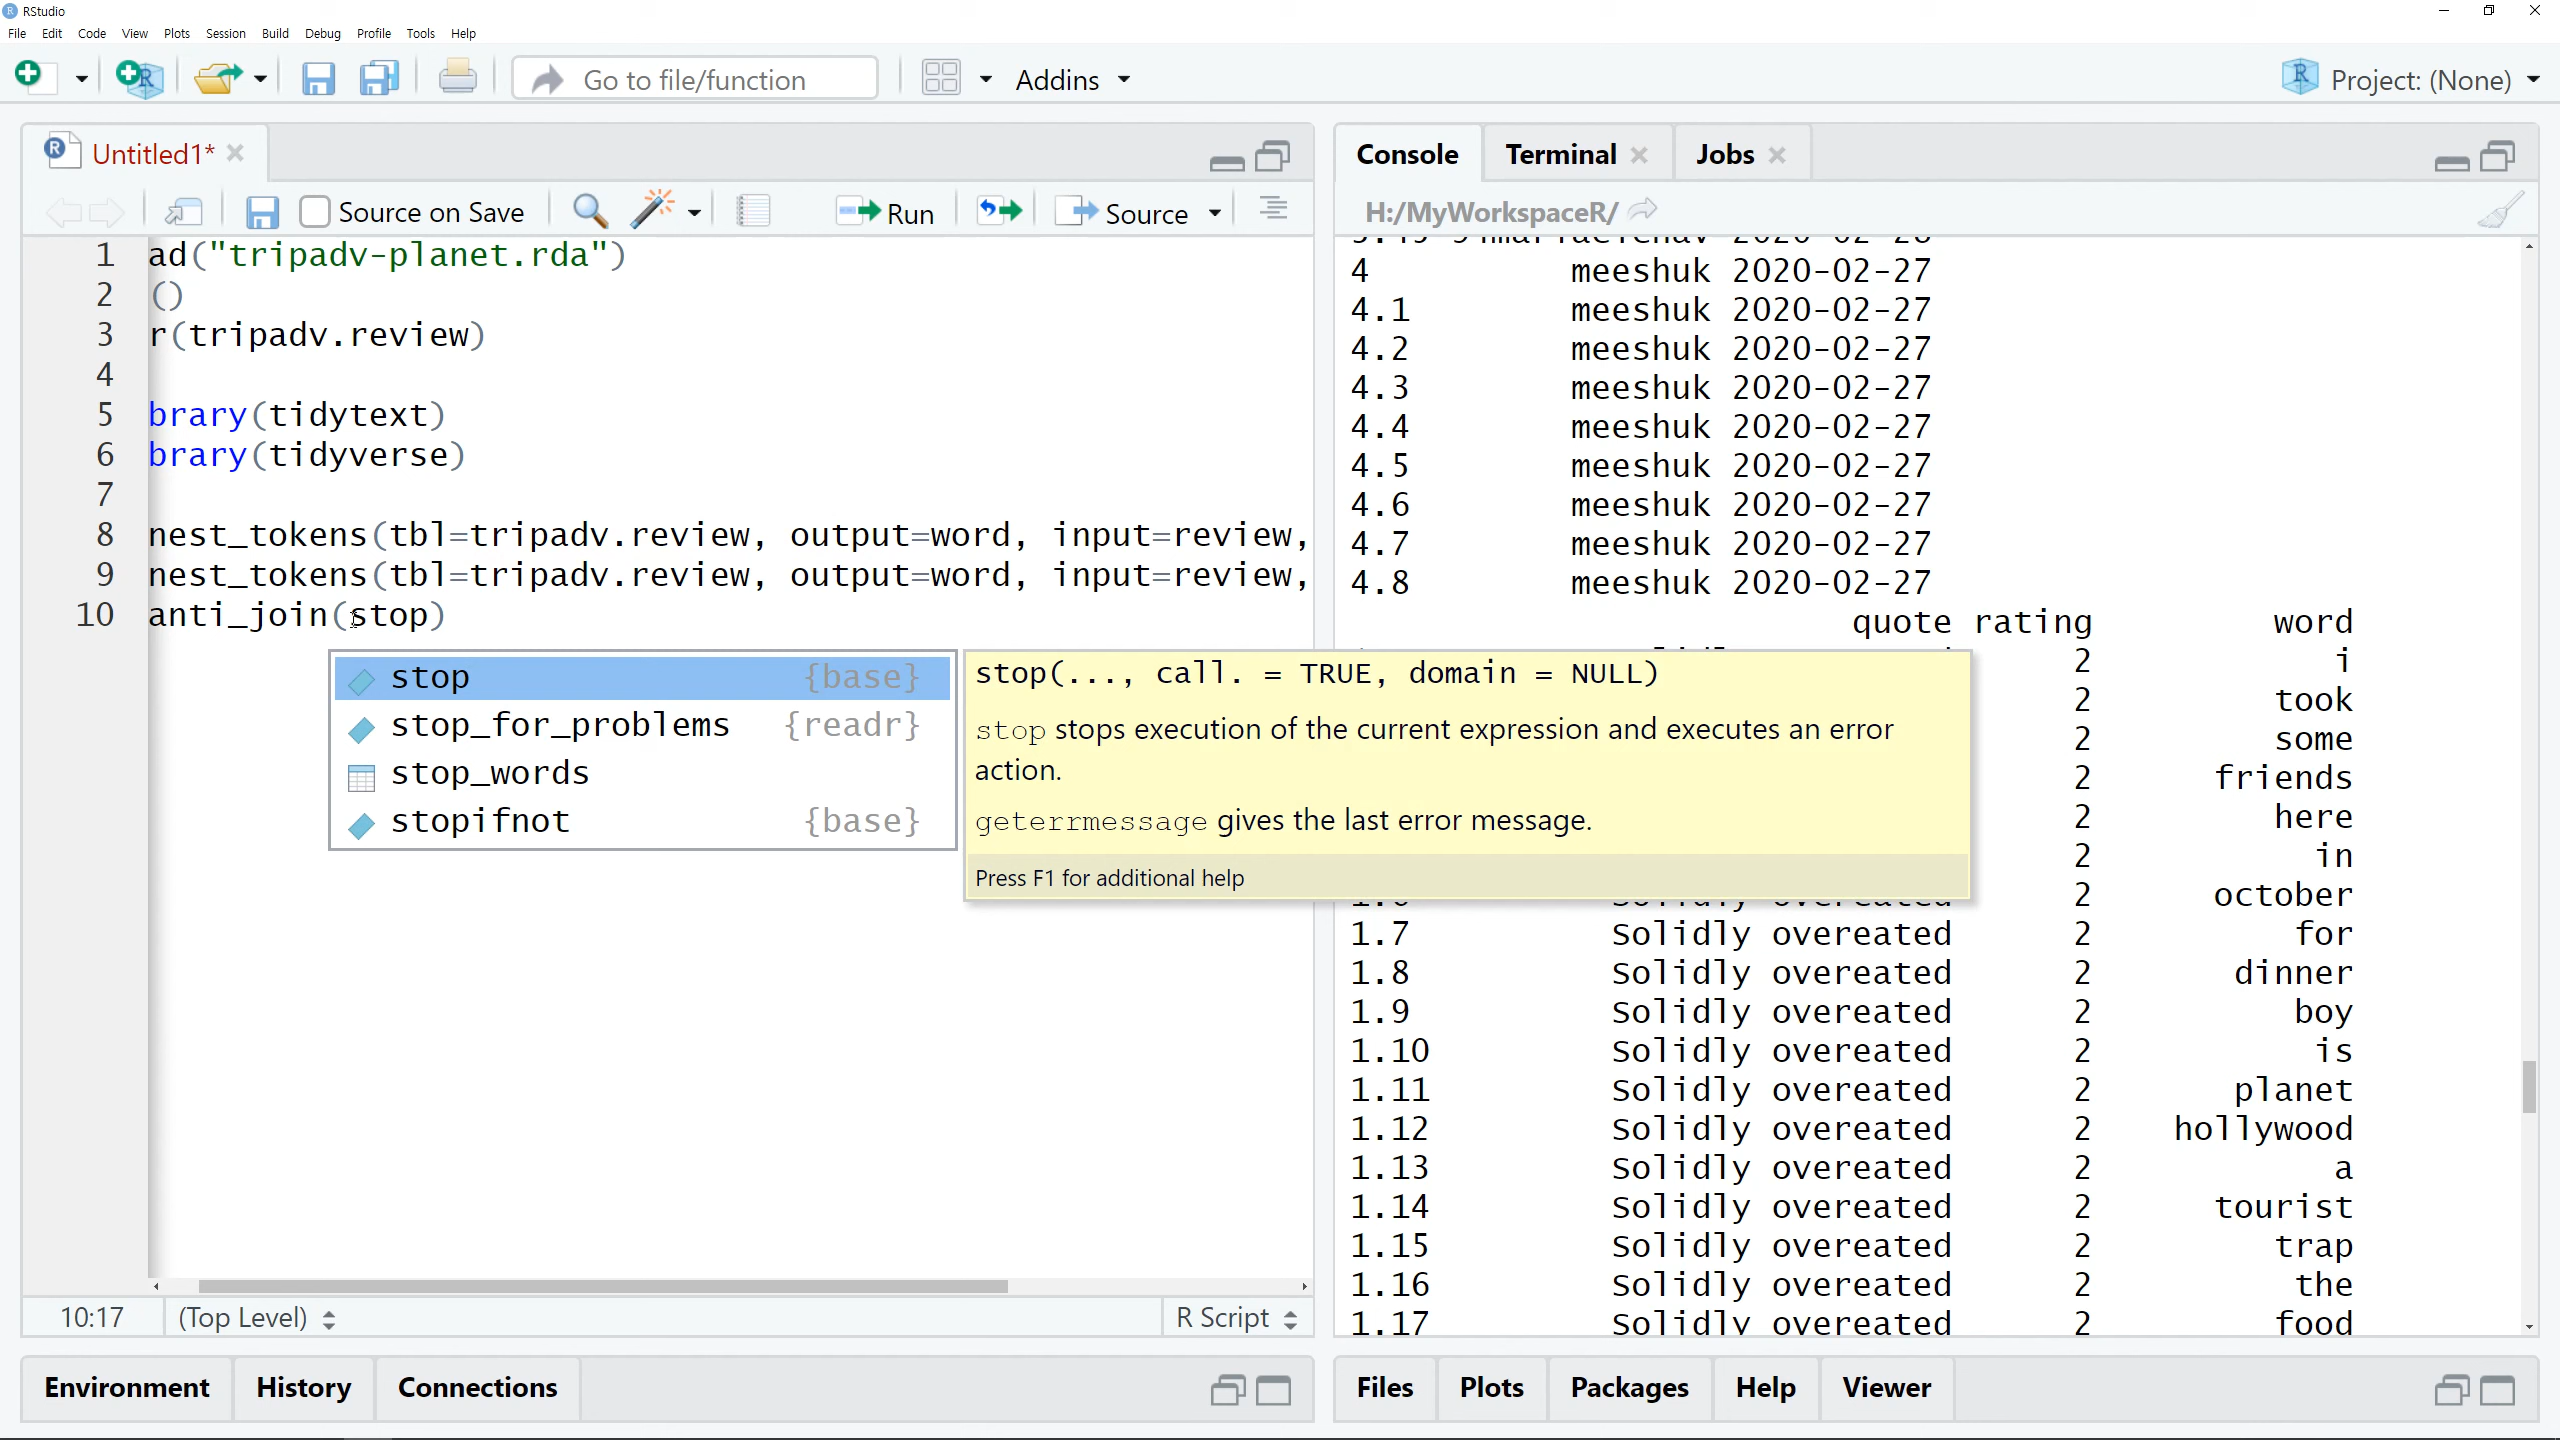 RStudio
File Edit Code View Plots Session Build Debug Profile Tools Help
Go to file/function Addins Project: (None)
Untitled1*
Source on Save Run Source
1 ad("tripadv-planet.rda")
2 ()
3 r(tripadv.review)
4
5 brary(tidytext)
6 brary(tidyverse)
7
8 nest_tokens(tbl=tripadv.review, output=word, input=review,
9 nest_tokens(tbl=tripadv.review, output=word, input=review,
10 anti_join(stop)
stop {base}
stop_for_problems {readr}
stop_words
stopifnot {base}
stop(..., call. = TRUE, domain = NULL)
stop stops execution of the current expression and executes an error
action.
geterrmessage gives the last error message.
Press F1 for additional help
10:17 (Top Level) R Script
Environment History Connections
Console Terminal Jobs
H:/MyWorkspaceR/
4 meeshuk 2020-02-27
4.1 meeshuk 2020-02-27
4.2 meeshuk 2020-02-27
4.3 meeshuk 2020-02-27
4.4 meeshuk 2020-02-27
4.5 meeshuk 2020-02-27
4.6 meeshuk 2020-02-27
4.7 meeshuk 2020-02-27
4.8 meeshuk 2020-02-27
quote rating word
2 i
2 took
2 some
2 friends
2 here
2 in
2 october
1.7 Solidly overeated 2 for
1.8 Solidly overeated 2 dinner
1.9 Solidly overeated 2 boy
1.10 Solidly overeated 2 is
1.11 Solidly overeated 2 planet
1.12 Solidly overeated 2 hollywood
1.13 Solidly overeated 2 a
1.14 Solidly overeated 2 tourist
1.15 Solidly overeated 2 trap
1.16 Solidly overeated 2 the
1.17 Solidly overeated 2 food
Files Plots Packages Help Viewer